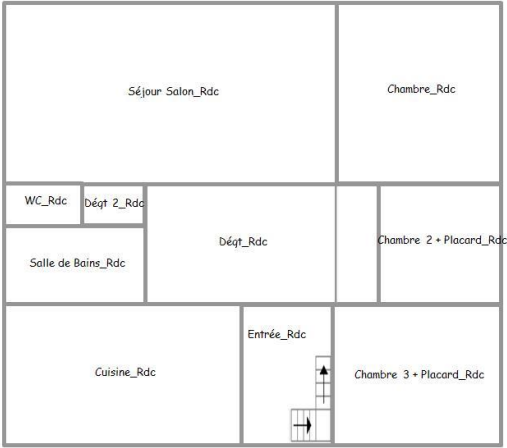 Séjour Salon_Rdc
Chambre_Rdc
WC_Rdc
Dégt 2_Rdc
Dégt_Rdc
Chambre 2 + Placard_Rdc
Salle de Bains_Rdc
Entrée_Rdc
Cuisine_Rdc
Chambre 3 + Placard_Rdc